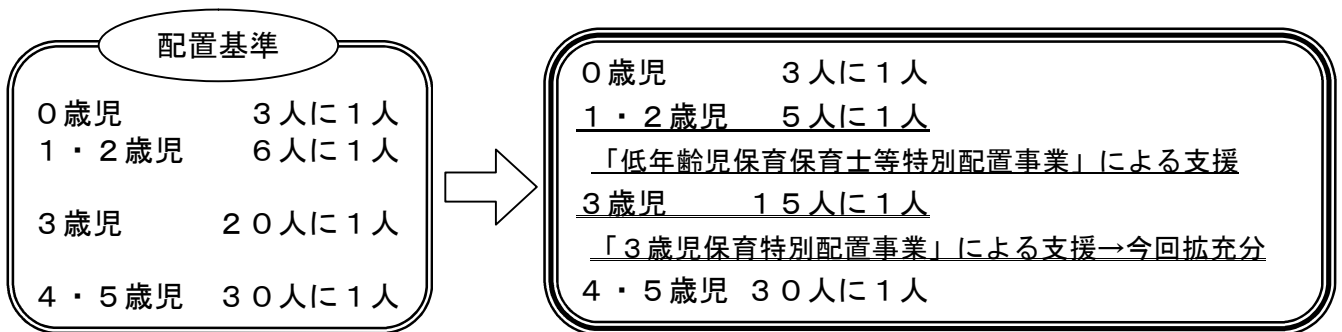 配置基準
０歳児　３人に１人
１・２歳児　６人に１人
３歳児　２０人に１人
４・５歳児　３０人に１人
０歳児　３人に１人
１・２歳児　５人に１人
「低年齢児保育保育士等特別配置事業」による支援
３歳児　１５人に１人
「３歳児保育特別配置事業」による支援→今回拡充分
４・５歳児　３０人に１人